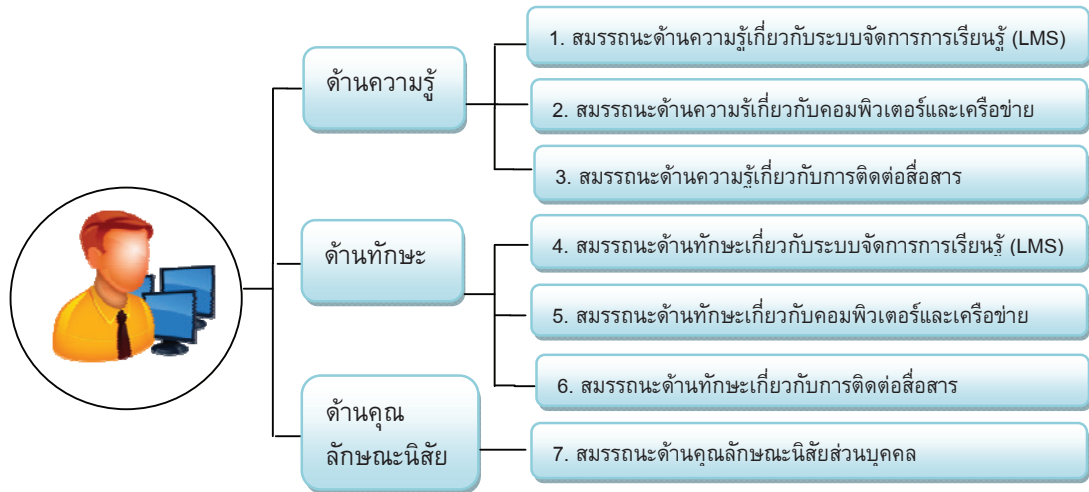 ด้านความรู้
1. สมรรถนะด้านความรู้เกี่ยวกับระบบจัดการการเรียนรู้ (LMS)
2. สมรรถนะด้านความรู้เกี่ยวกับคอมพิวเตอร์และเครือข่าย
3. สมรรถนะด้านความรู้เกี่ยวกับการติดต่อสื่อสาร
ด้านทักษะ
4. สมรรถนะด้านทักษะเกี่ยวกับระบบจัดการการเรียนรู้ (LMS)
5. สมรรถนะด้านทักษะเกี่ยวกับคอมพิวเตอร์และเครือข่าย
6. สมรรถนะด้านทักษะเกี่ยวกับการติดต่อสื่อสาร
ด้านคุณ
ลักษณะนิสัย
7. สมรรถนะด้านคุณลักษณะนิสัยส่วนบุคคล